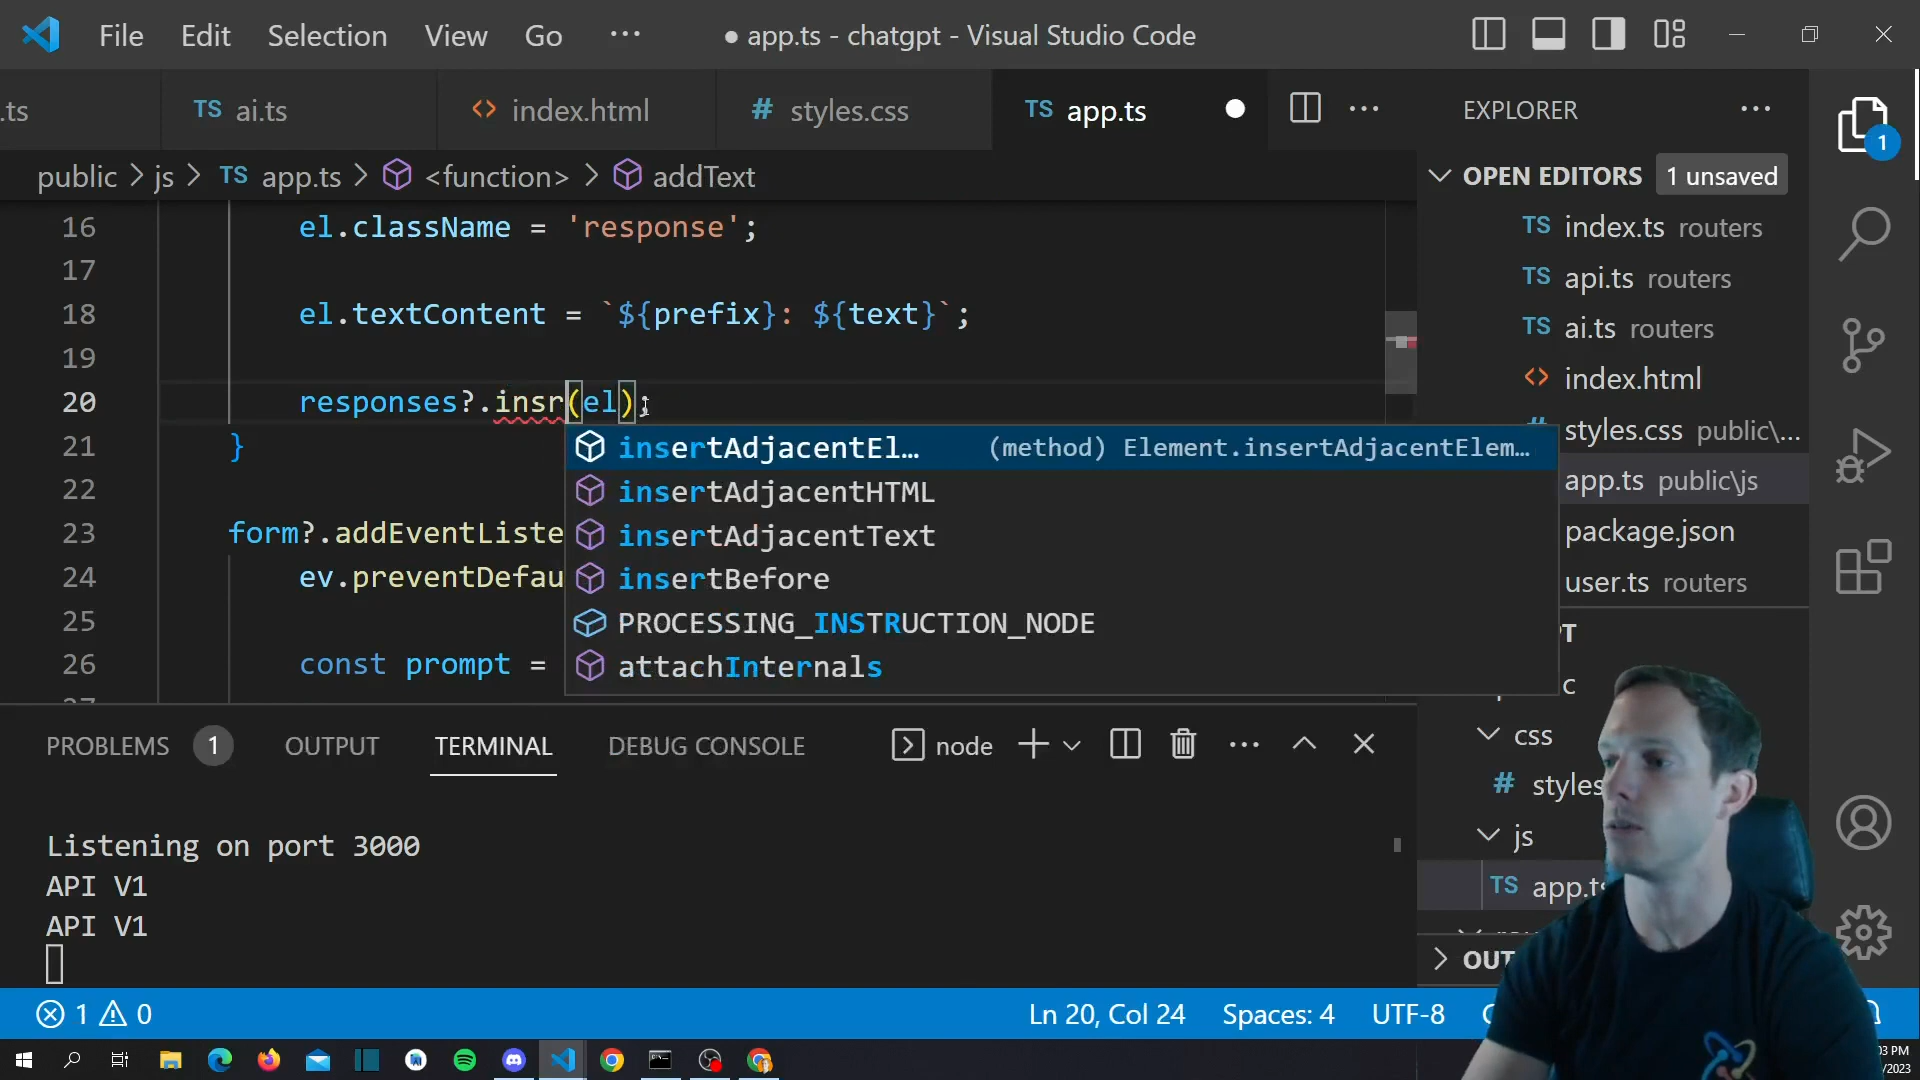 File Edit Selection View Go ··· ● app.ts - chatgpt - Visual Studio Code
.ts TS ai.ts <> index.html # styles.css TS app.ts ● ··· EXPLORER ···
public > js > TS app.ts > <function> > addText
OPEN EDITORS 1 unsaved
TS index.ts routers
TS api.ts routers
TS ai.ts routers
<> index.html
# styles.css public\...
app.ts public\js
package.json
user.ts routers
css
# styles
js
TS app.ts
16 el.className = 'response';
17
18 el.textContent = `${prefix}: ${text}`;
19
20 responses?.insr(el);
21 }
22
23 form?.addEventListe
24 ev.preventDefau
25
26 const prompt =
27
insertAdjacentEl… (method) Element.insertAdjacentElem…
insertAdjacentHTML
insertAdjacentText
insertBefore
PROCESSING_INSTRUCTION_NODE
attachInternals
PROBLEMS 1 OUTPUT TERMINAL DEBUG CONSOLE node ···
Listening on port 3000
API V1
API V1
1
OUT
1 0 Ln 20, Col 24 Spaces: 4 UTF-8
03 PM
/2023